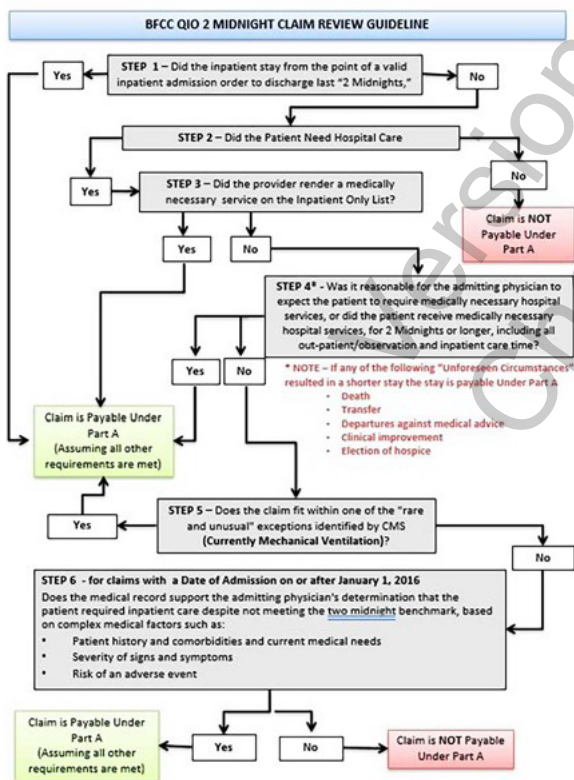 BFCC QIO 2 MIDNIGHT CLAIM REVIEW GUIDELINE
STEP 1 – Did the inpatient stay from the point of a valid
inpatient admission order to discharge last “2 Midnights,”
Yes
No
STEP 2 – Did the Patient Need Hospital Care
Yes
No
Claim is NOT
Payable Under
Part A
STEP 3 – Did the provider render a medically
necessary service on the Inpatient Only List?
Yes
No
STEP 4* - Was it reasonable for the admitting physician to
expect the patient to require medically necessary hospital
services, or did the patient receive medically necessary
hospital services, for 2 Midnights or longer, including all
out-patient/observation and inpatient care time?
Yes
No
* NOTE – If any of the following “Unforeseen Circumstances”
resulted in a shorter stay the stay is payable Under Part A
- Death
- Transfer
- Departures against medical advice
- Clinical improvement
- Election of hospice
Claim is Payable Under
Part A
(Assuming all other
requirements are met)
STEP 5 – Does the claim fit within one of the "rare
and unusual" exceptions identified by CMS
(Currently Mechanical Ventilation)?
Yes
No
STEP 6 - for claims with a Date of Admission on or after January 1, 2016
Does the medical record support the admitting physician's determination that the
patient required inpatient care despite not meeting the two midnight benchmark, based
on complex medical factors such as:
• Patient history and comorbidities and current medical needs
• Severity of signs and symptoms
• Risk of an adverse event
Claim is Payable Under
Part A
(Assuming all other
requirements are met)
Yes
No
Claim is NOT Payable
Under Part A
Version